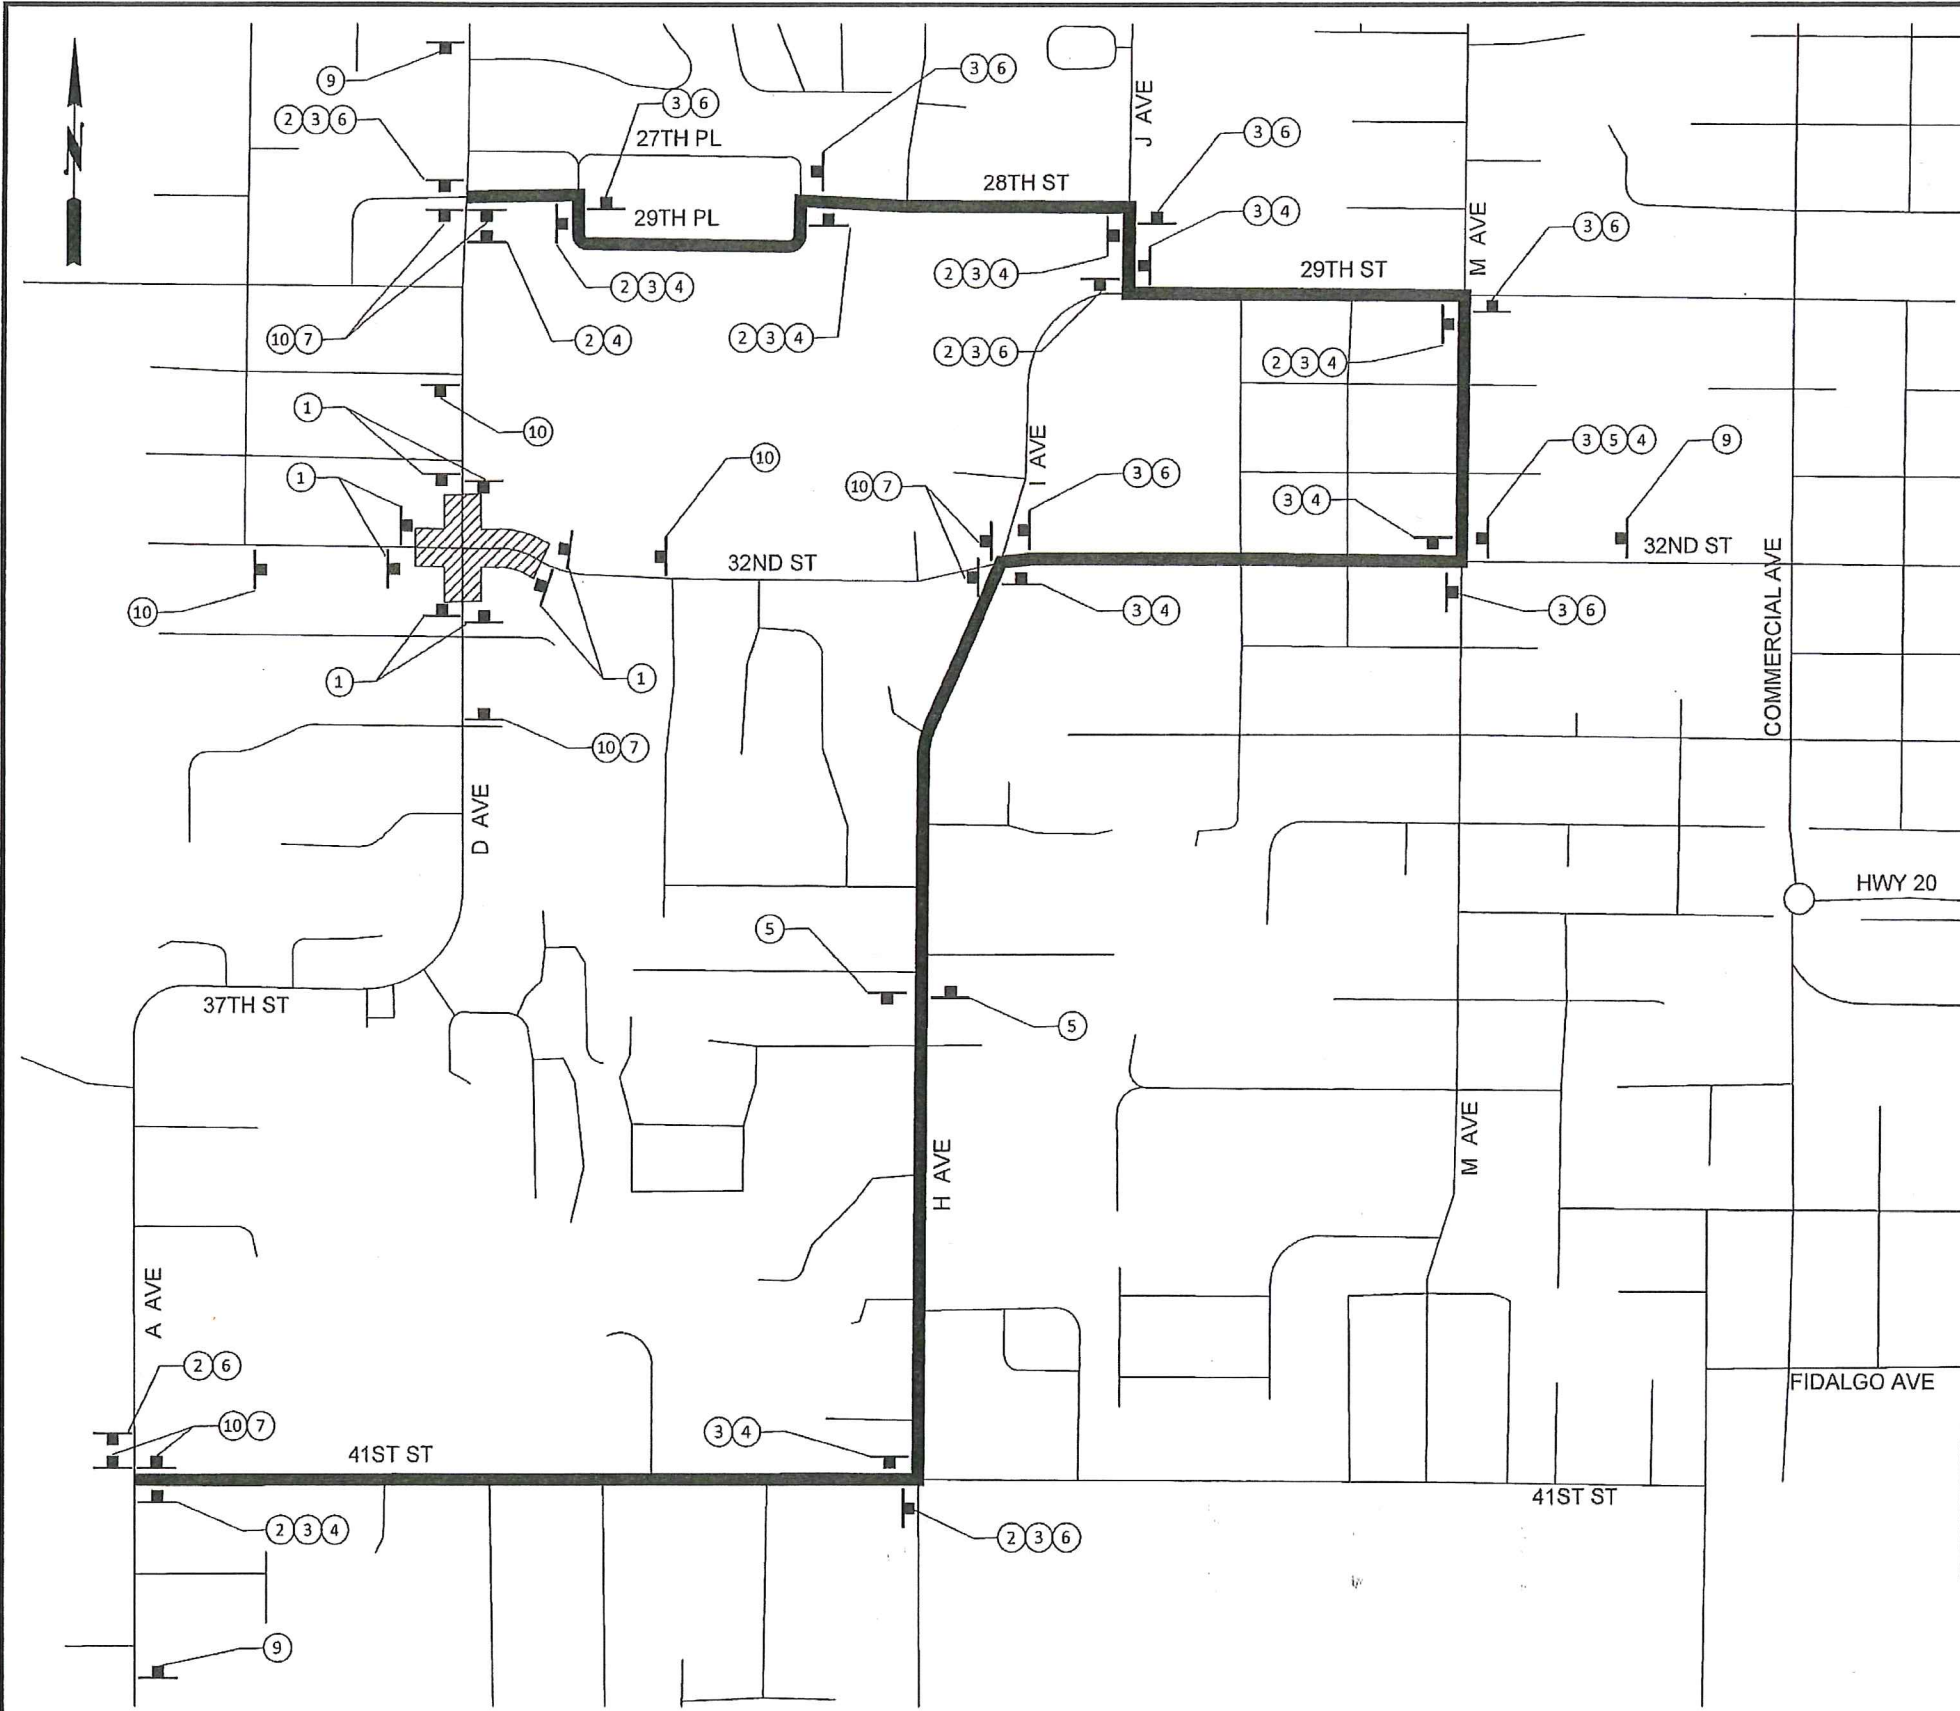 9
3 6
2 3 6
3 6
J AVE
3 6
27TH PL
28TH ST
3 4
29TH PL
M AVE
3 6
2 3 4
2 3 4
29TH ST
10 7
2 4
2 3 4
2 3 6
2 3 4
1
10
I AVE
3 5 4
9
1
10
10 7
3 6
3 4
32ND ST
32ND ST
10
3 4
3 6
COMMERCIAL AVE
1
1
10 7
D AVE
HWY 20
5
37TH ST
5
H AVE
M AVE
A AVE
2 6
FIDALGO AVE
10 7
3 4
41ST ST
41ST ST
2 3 4
2 3 6
9
N